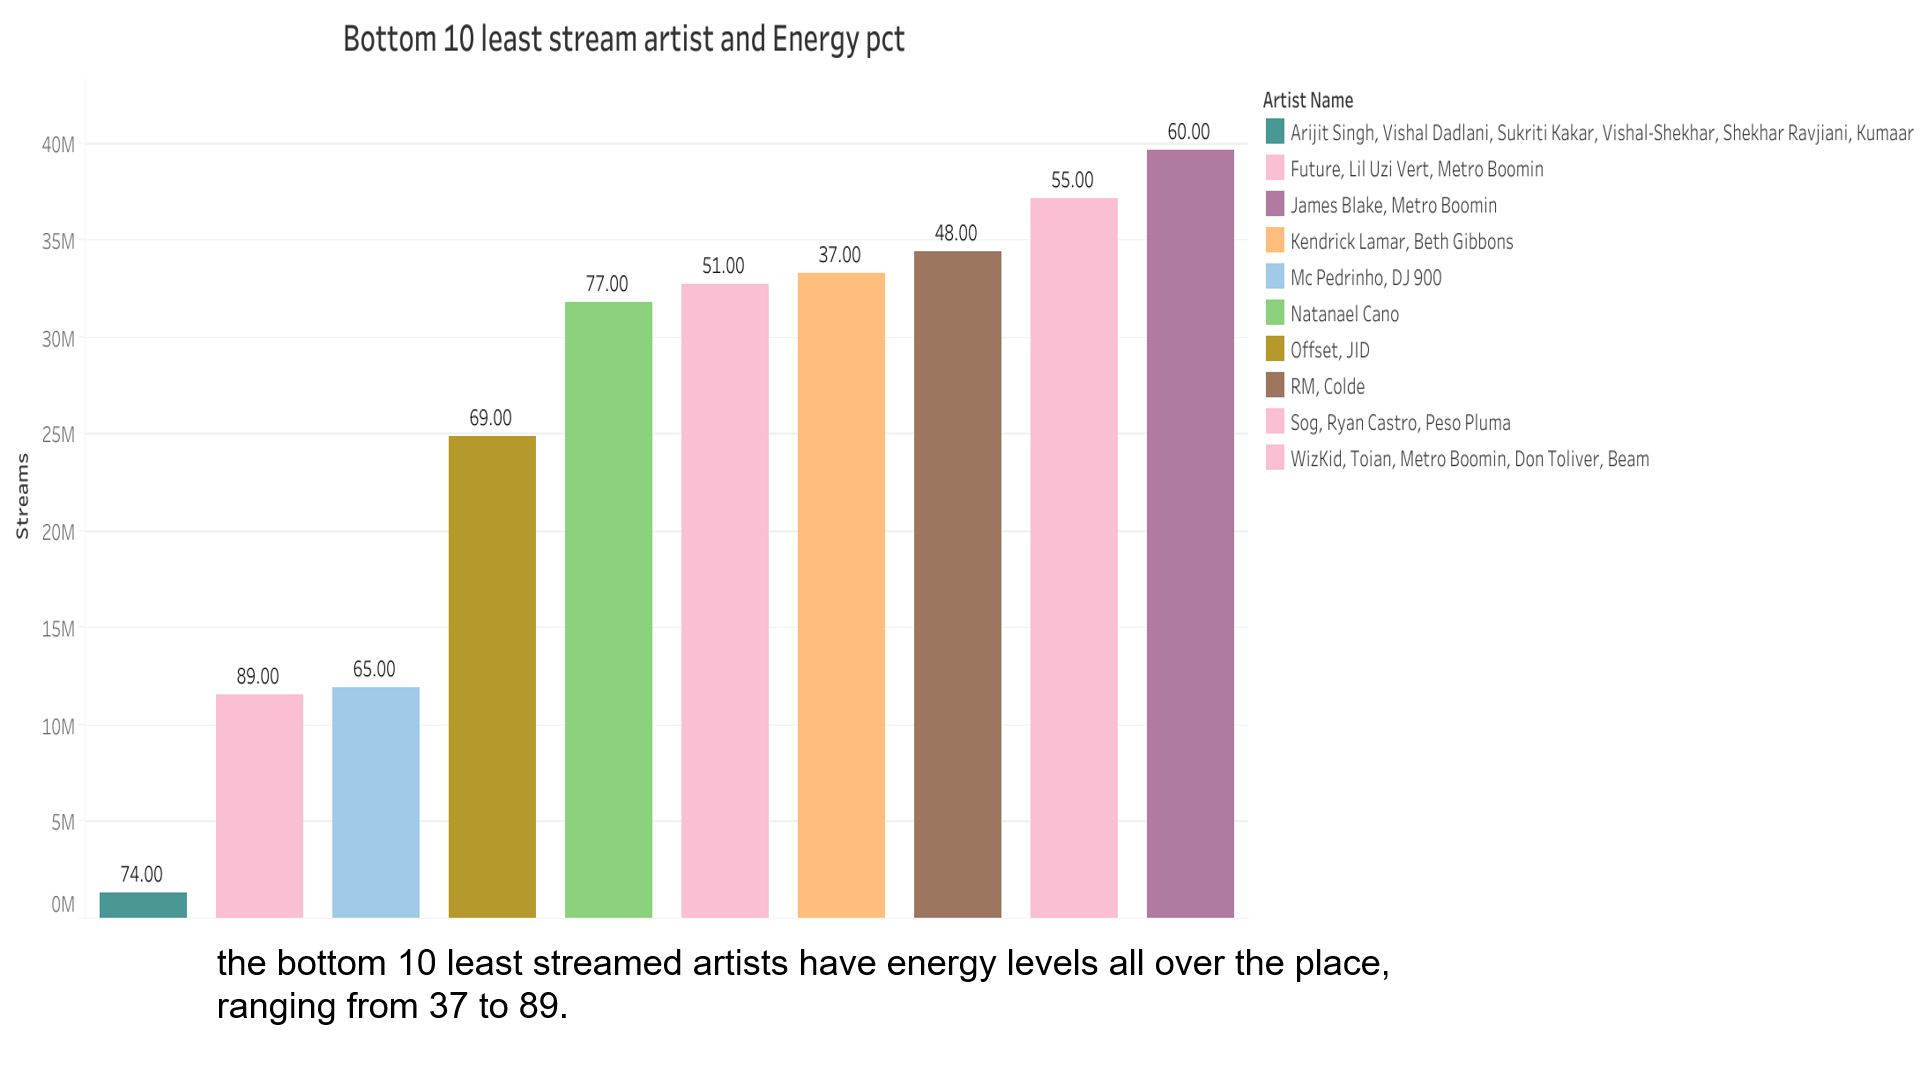 Bottom 10 least stream artist and Energy pct
Artist Name
Arijit Singh, Vishal Dadlani, Sukriti Kakar, Vishal-Shekhar, Shekhar Ravjiani, Kumaar
Future, Lil Uzi Vert, Metro Boomin
James Blake, Metro Boomin
Kendrick Lamar, Beth Gibbons
Mc Pedrinho, DJ 900
Natanael Cano
Offset, JID
RM, Colde
Sog, Ryan Castro, Peso Pluma
WizKid, Toian, Metro Boomin, Don Toliver, Beam
Streams
40M
35M
30M
25M
20M
15M
10M
5M
0M
74.00
89.00
65.00
69.00
77.00
51.00
37.00
48.00
55.00
60.00
the bottom 10 least streamed artists have energy levels all over the place,
ranging from 37 to 89.